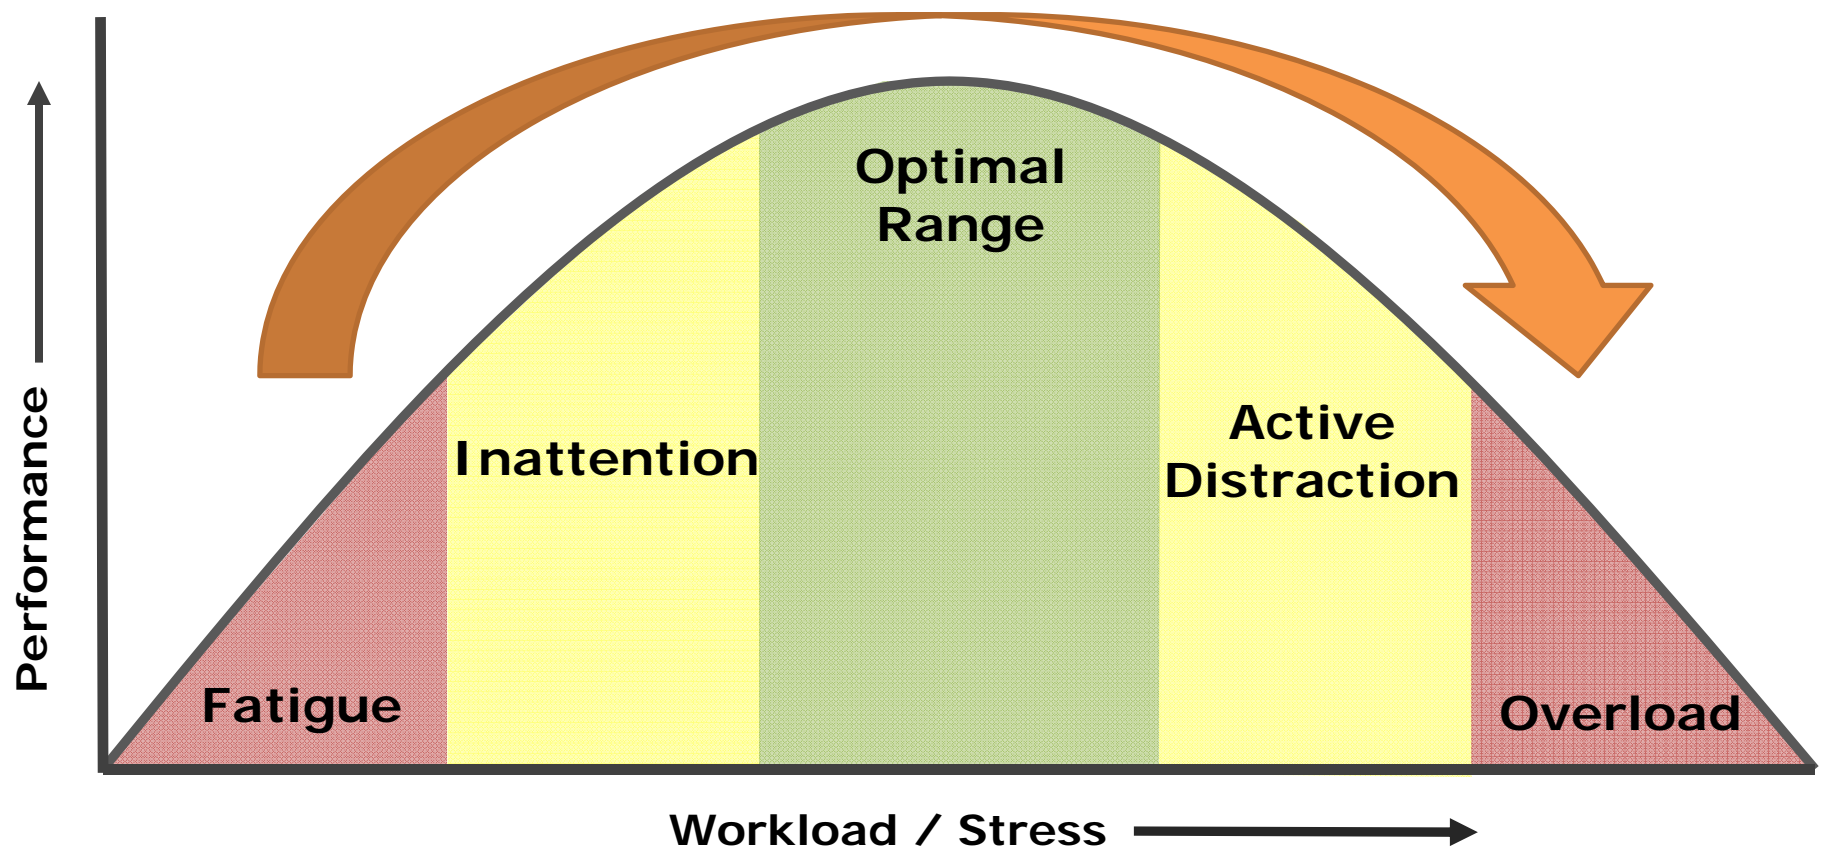 Performance
Optimal
Range
Inattention
Active
Distraction
Fatigue
Overload
Workload / Stress